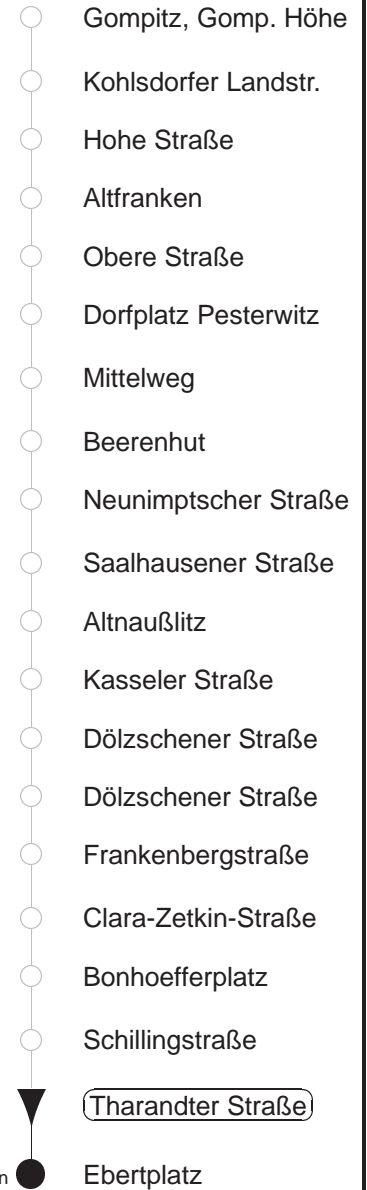 Gompitz, Gomp. Höhe
Kohlsdorfer Landstr.
Hohe Straße
Altfranken
Obere Straße
Dorfplatz Pesterwitz
Mittelweg
Beerenhut
Neunimptscher Straße
Saalhausener Straße
Altnaußlitz
Kasseler Straße
Dölzschener Straße
Dölzschener Straße
Frankenbergstraße
Clara-Zetkin-Straße
Bonhoefferplatz
Schillingstraße
Tharandter Straße
n Ebertplatz